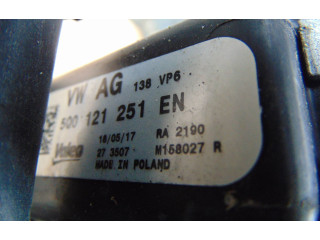 VW AG 138 VP6
5Q0 121 251 EN
18/05/17 RA 2190
Valeo 27 3507 M158027 R
MADE IN POLAND